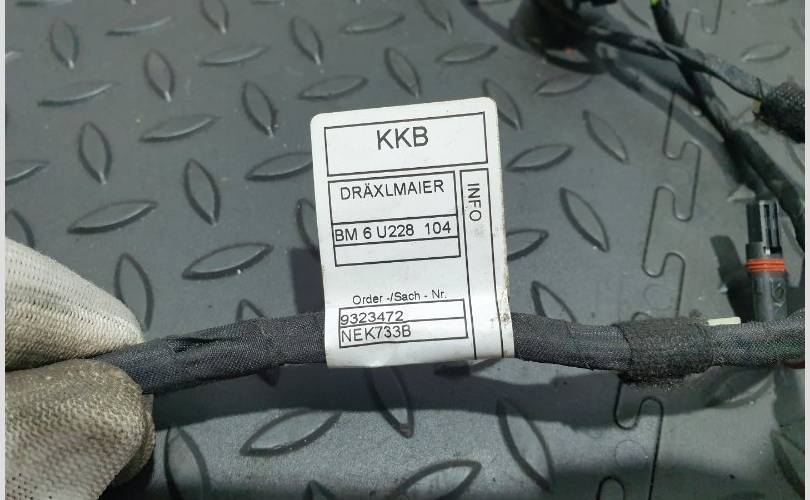 KKB
DRÄXLMAIER
INFO
BM 6 U228 104
Order -/Sach - Nr.
9323472
NEK733B